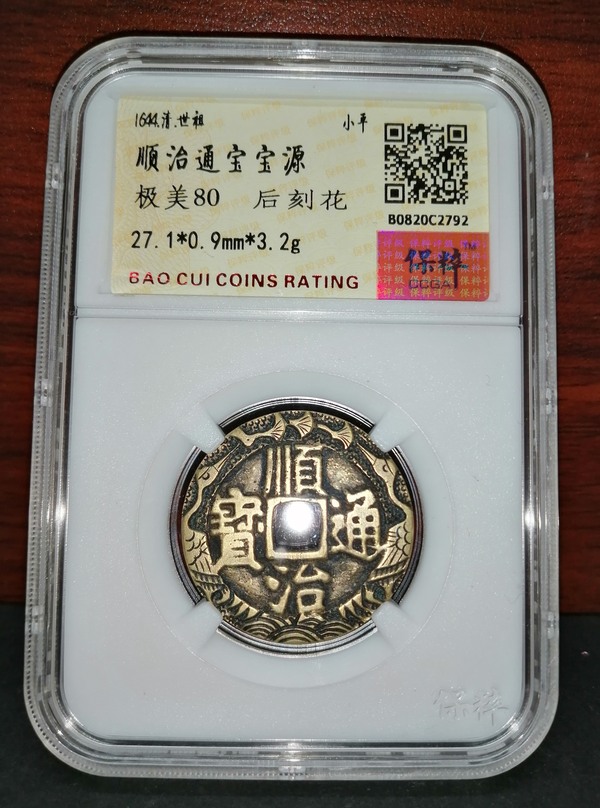 1644.清.世祖 小平
顺治通宝宝源
极美80 后刻花
B0820C2792
27.1*0.9mm*3.2g
保粹™
BAO CUI COINS RATING
順
寶 通
治
保粹